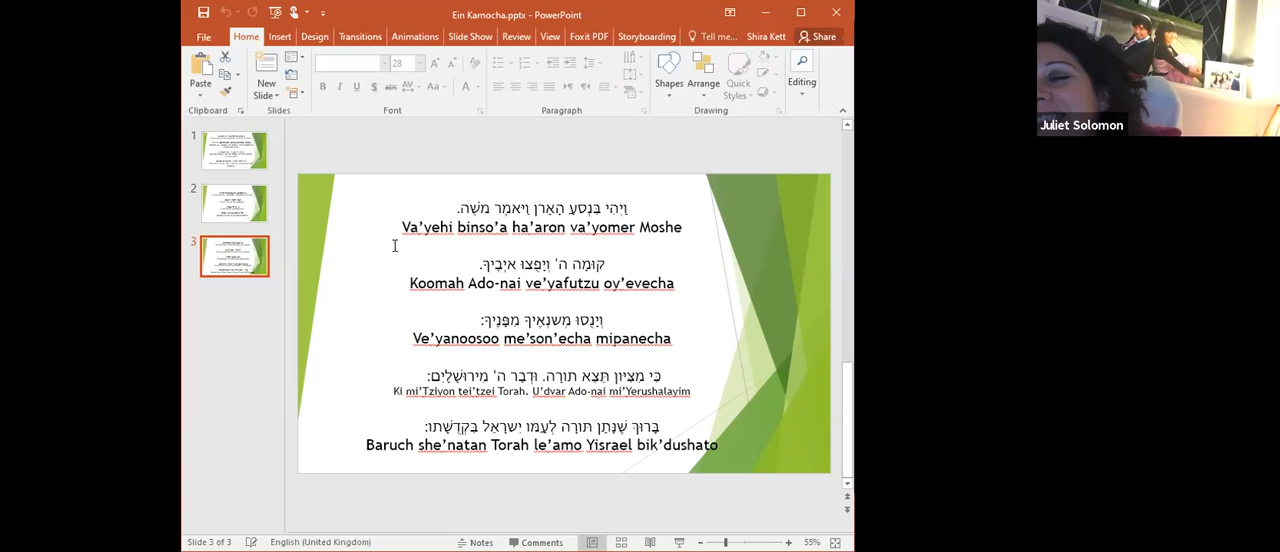 Ein Kamocha.pptx - PowerPoint
File Home Insert Design Transitions Animations Slide Show Review View Foxit PDF Storyboarding Tell me... Shira Kett Share
Paste
New Slide
28
Shapes
Arrange
Quick Styles
Editing
Clipboard Slides Font Paragraph Drawing
1
2
3
וַיְהִי בִּנְסֹעַ הָאָרֹן וַיֹּאמֶר מֹשֶׁה.
Va'yehi binso'a ha'aron va'yomer Moshe
קוּמָה ה' וְיָפֻצוּ אֹיְבֶיךָ.
Koomah Ado-nai ve'yafutzu oy'evecha
וְיָנֻסוּ מְשַׂנְאֶיךָ מִפָּנֶיךָ:
Ve'yanoosoo me'son'echa mipanecha
כִּי מִצִּיּוֹן תֵּצֵא תוֹרָה. וּדְבַר ה' מִירוּשָׁלָיִם:
Ki mi'Tziyon tei'tzei Torah, U'dvar Ado-nai mi'Yerushalayim
בָּרוּךְ שֶׁנָּתַן תּוֹרָה לְעַמּוֹ יִשְׂרָאֵל בִּקְדֻשָּׁתוֹ:
Baruch she'natan Torah le'amo Yisrael bik'dushato
Slide 3 of 3 English (United Kingdom) Notes Comments 55%
Juliet Solomon